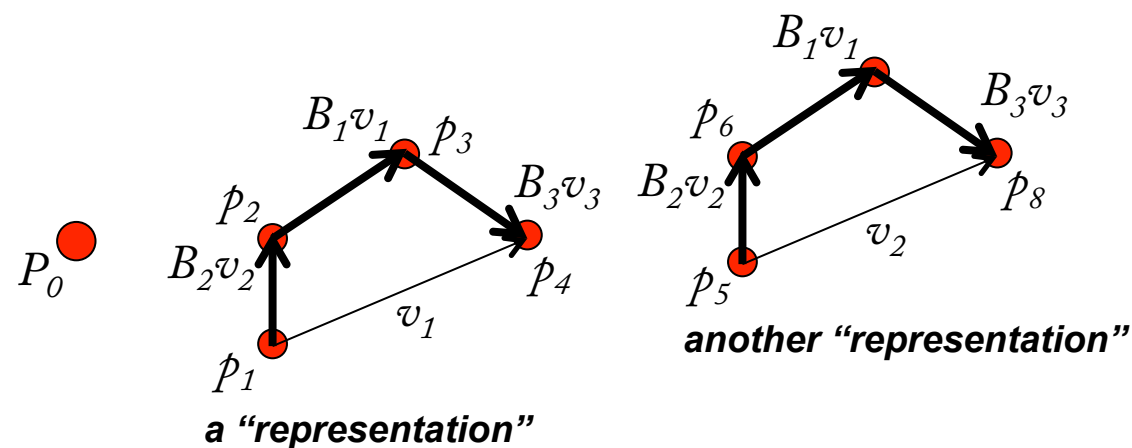 P₀
B₁v₁
p₃
p₂
B₃v₃
B₂v₂
p₄
v₁
p₁
a “representation”
B₁v₁
B₃v₃
p₆
B₂v₂
p₈
v₂
p₅
another “representation”